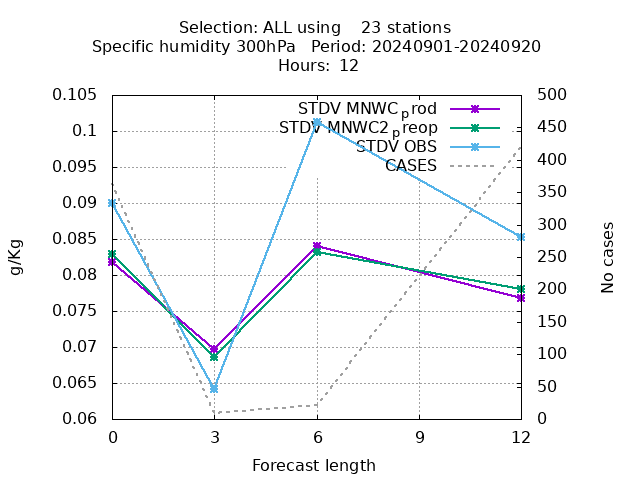 Selection: ALL using    23 stations
Specific humidity 300hPa   Period: 20240901-20240920
Hours:  12
STDV MNWC_prod
STDV MNWC2_preop
STDV OBS
CASES
0.105
0.1
0.095
0.09
0.085
0.08
0.075
0.07
0.065
0.06
500
450
400
350
300
250
200
150
100
50
0
g/Kg
No cases
0 3 6 9 12
Forecast length